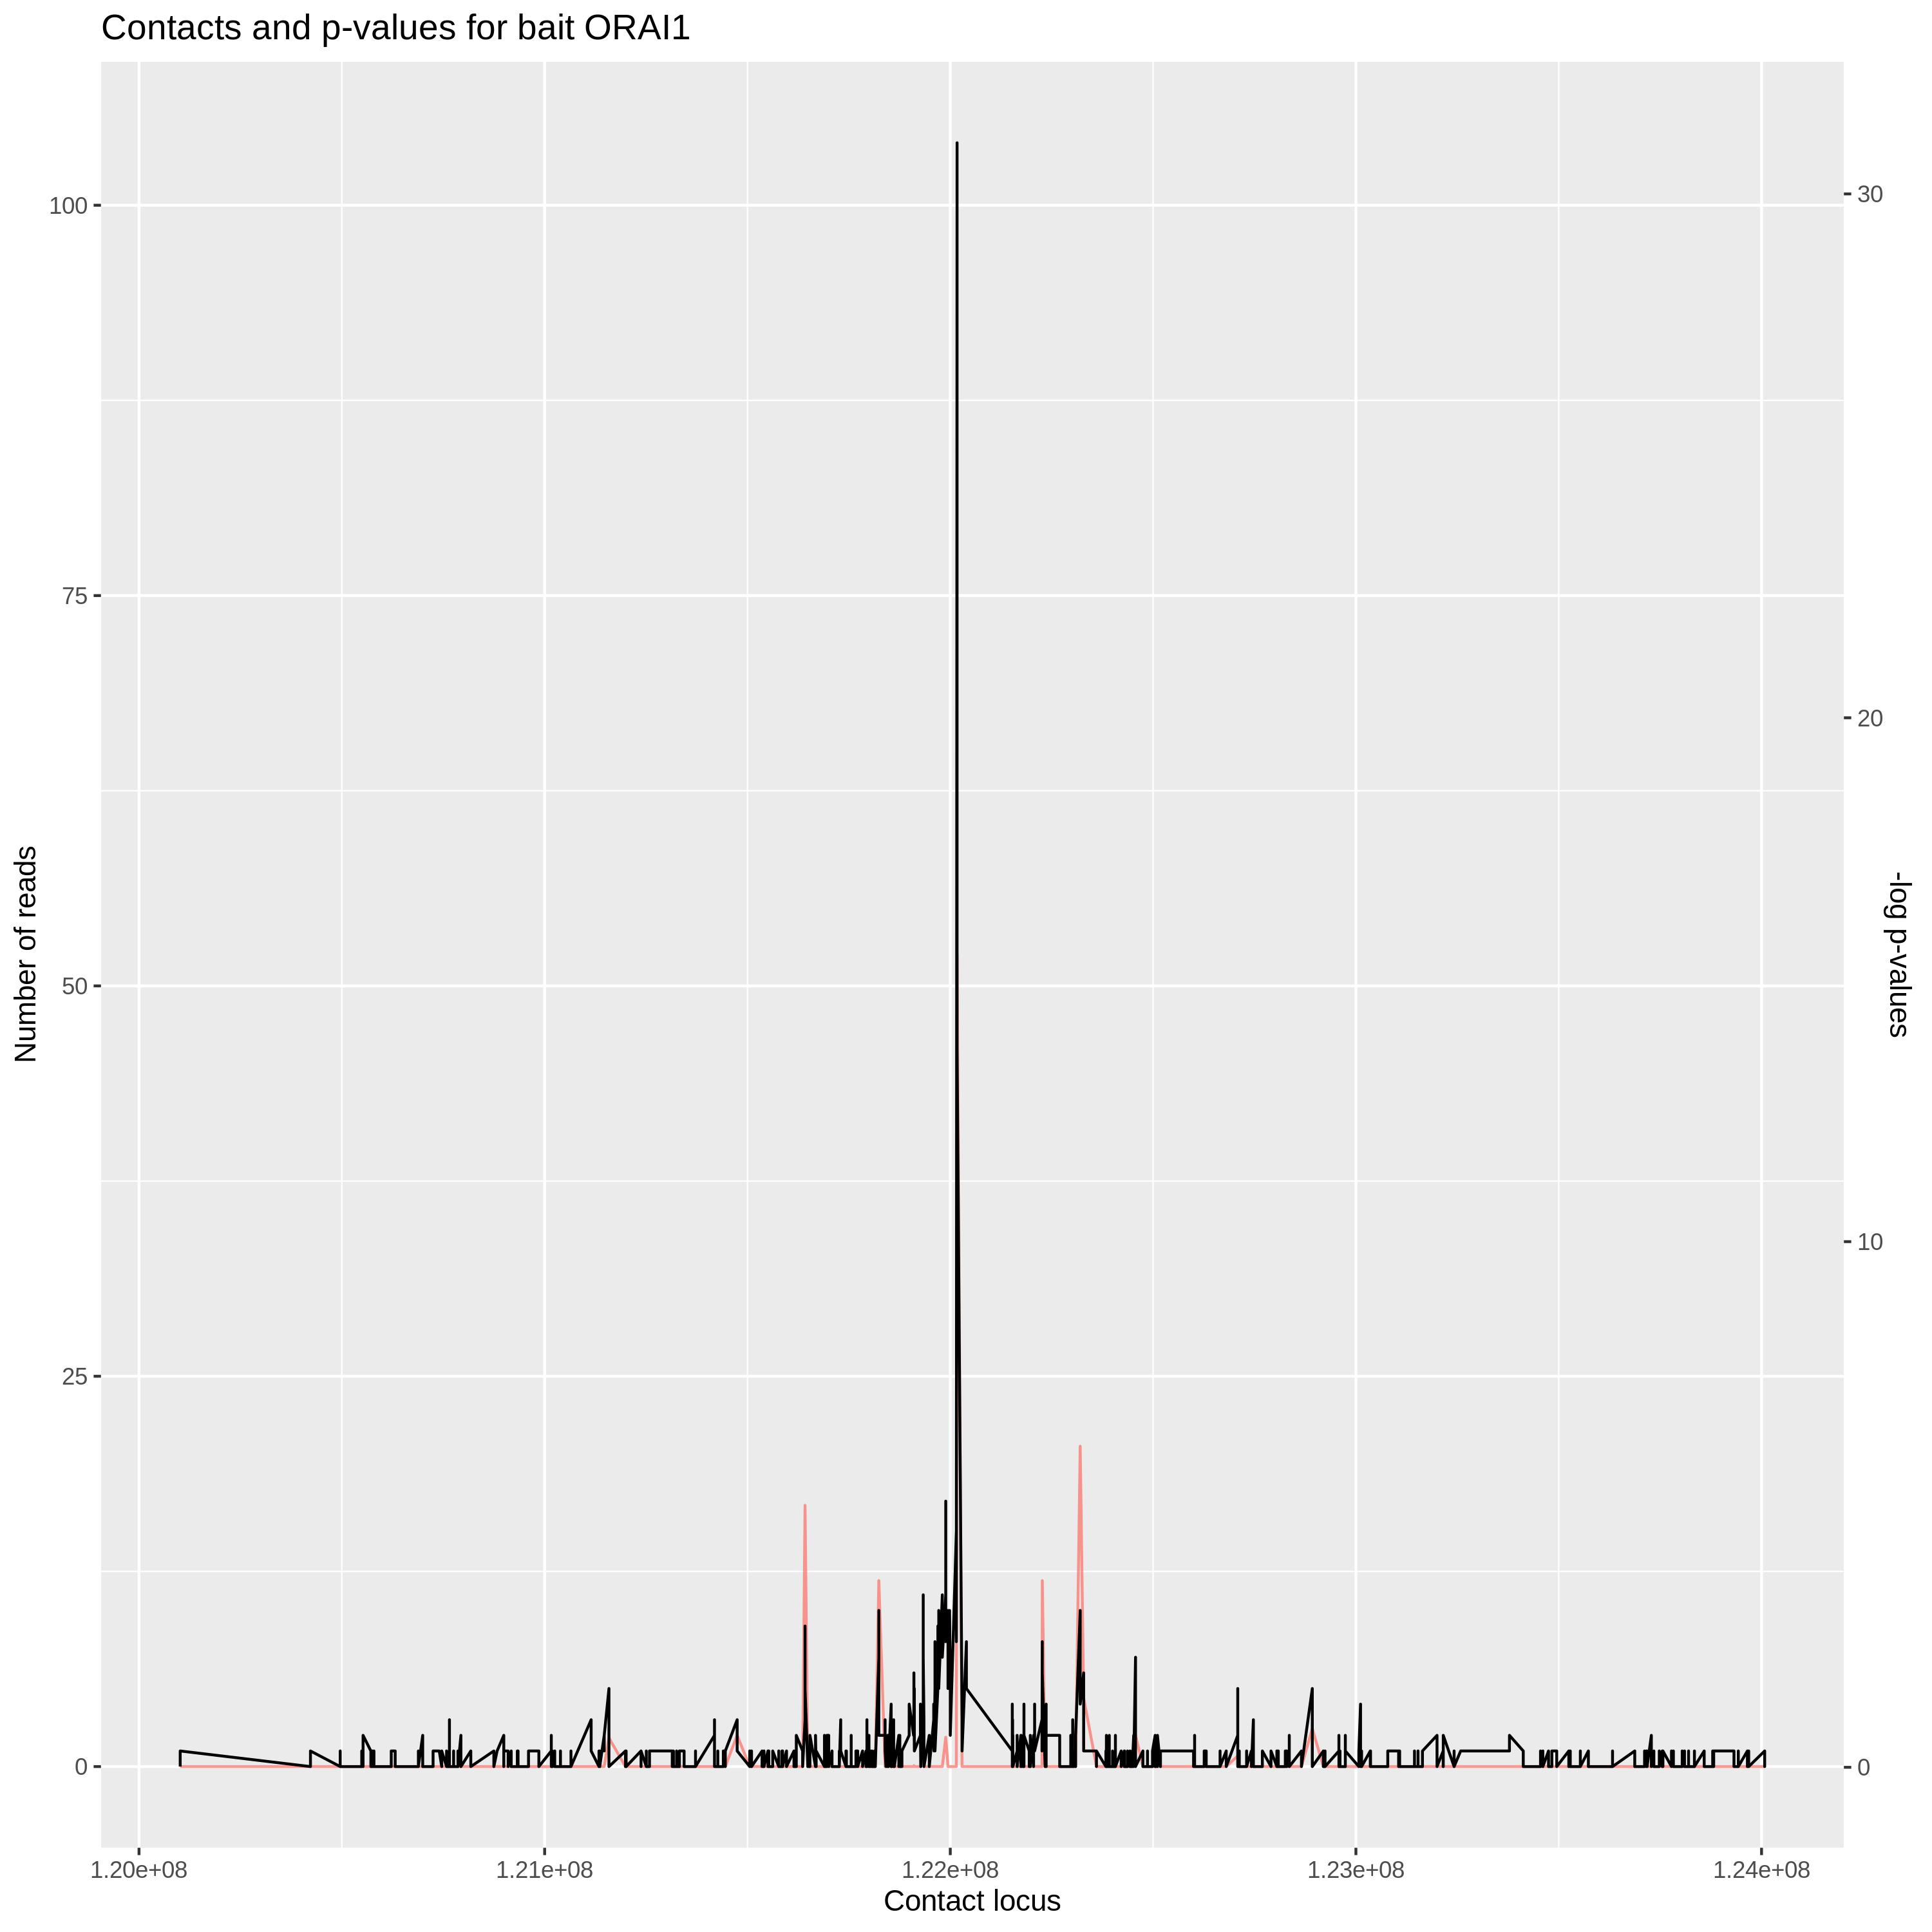 Contacts and p-values for bait ORAI1
100
75
50
25
0
30
20
10
0
Number of reads
-log p-values
1.20e+08 1.21e+08 1.22e+08 1.23e+08 1.24e+08
Contact locus